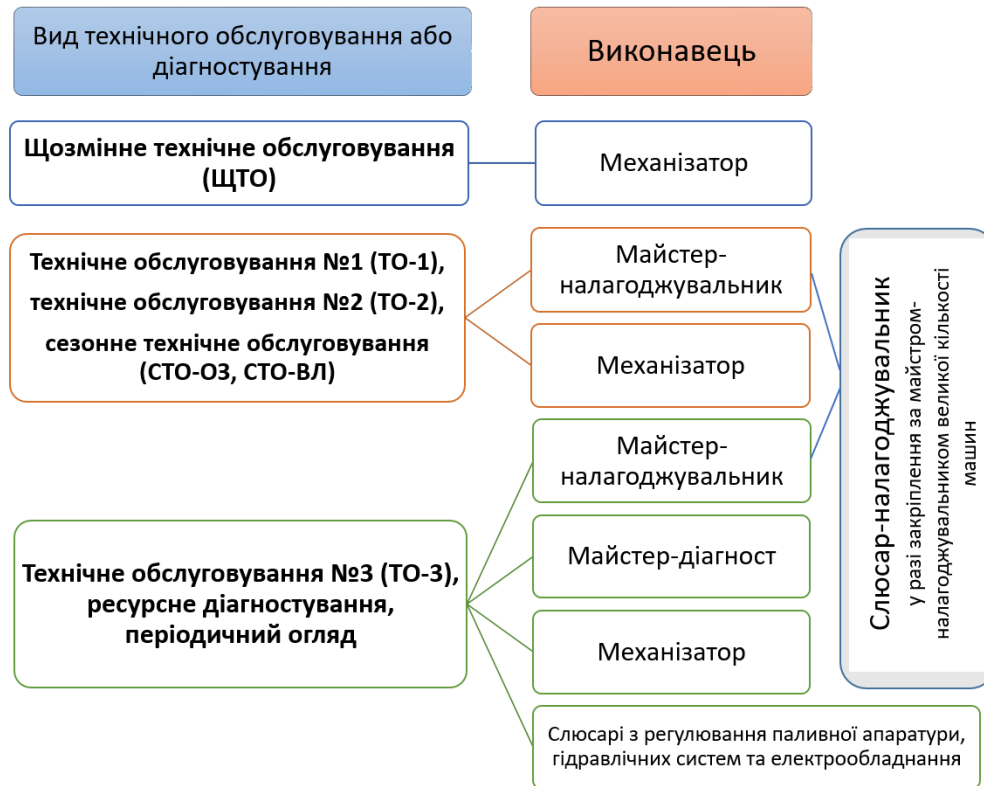 Вид технічного обслуговування або
діагностування
Виконавець
Щозмінне технічне обслуговування
(ЩТО)
Механізатор
Технічне обслуговування №1 (ТО-1),
технічне обслуговування №2 (ТО-2),
сезонне технічне обслуговування
(СТО-ОЗ, СТО-ВЛ)
Майстер-
налагоджувальник
Механізатор
Технічне обслуговування №3 (ТО-3),
ресурсне діагностування,
періодичний огляд
Майстер-
налагоджувальник
Майстер-діагност
Механізатор
Слюсарі з регулювання паливної апаратури,
гідравлічних систем та електрообладнання
Слюсар-налагоджувальник
у разі закріплення за майстром-
налагоджувальником великої кількості
машин